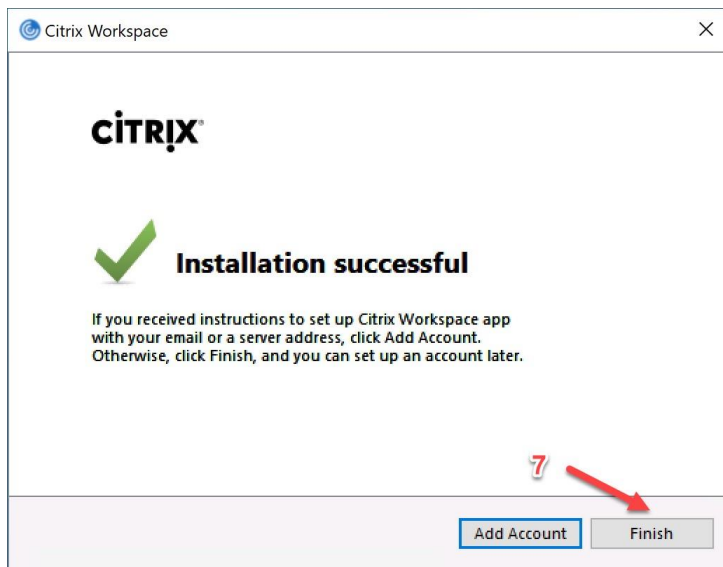 Citrix Workspace
CİTRỊX®
Installation successful
If you received instructions to set up Citrix Workspace app
with your email or a server address, click Add Account.
Otherwise, click Finish, and you can set up an account later.
7
Add Account
Finish